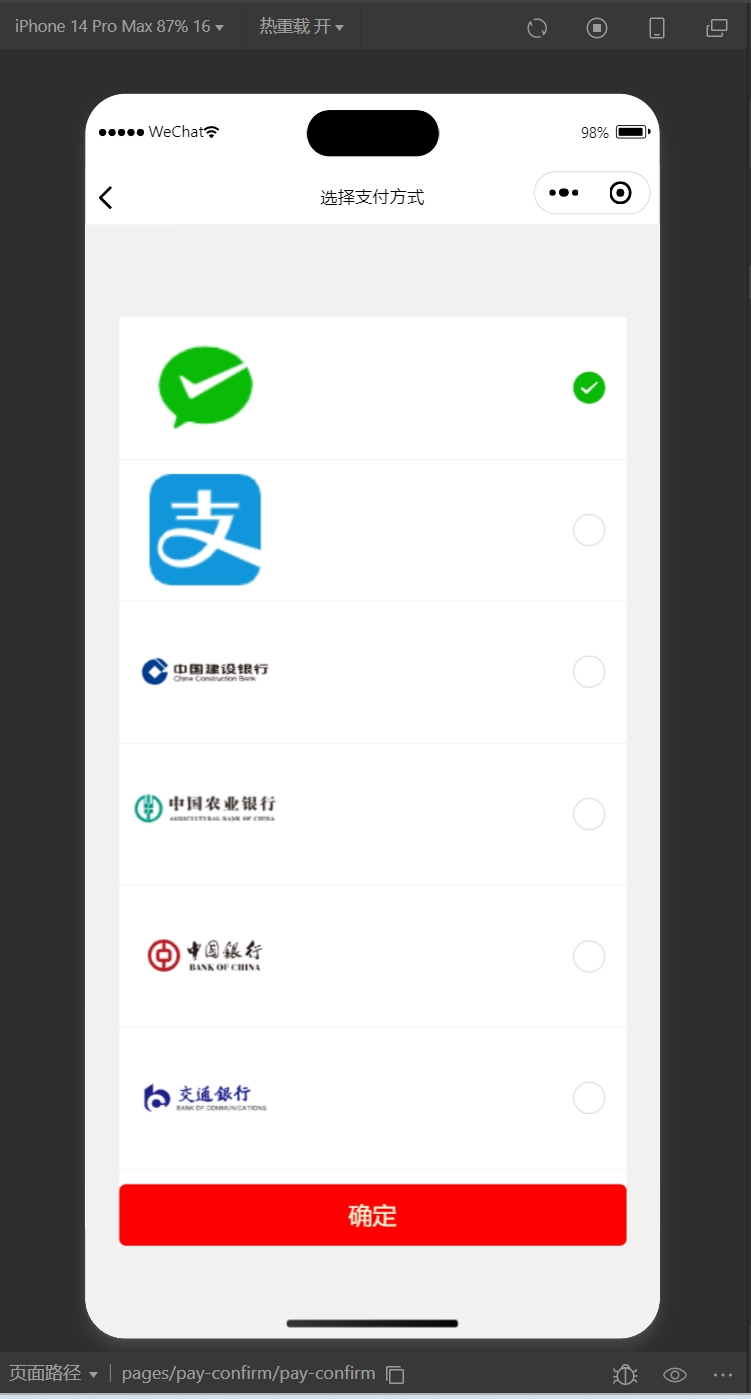 iPhone 14 Pro Max 87% 16 热重载 开
WeChat 98%
选择支付方式
支
中国建设银行
China Construction Bank
中国农业银行
AGRICULTURAL BANK OF CHINA
中国银行
BANK OF CHINA
交通银行
BANK OF COMMUNICATIONS
确定
页面路径 pages/pay-confirm/pay-confirm